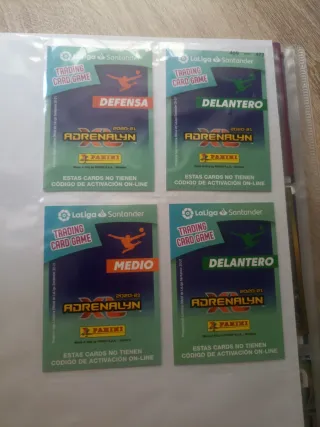 LaLiga Santander
TRADING
CARD GAME
DEFENSA
2020-21
ADRENALYN
XL
PANINI
ESTAS CARDS NO TIENEN
CÓDIGO DE ACTIVACIÓN ON-LINE
LaLiga Santander
TRADING
CARD GAME
DELANTERO
2020-21
ADRENALYN
XL
PANINI
ESTAS CARDS NO TIENEN
CÓDIGO DE ACTIVACIÓN ON-LINE
LaLiga Santander
TRADING
CARD GAME
MEDIO
2020-21
ADRENALYN
XL
PANINI
ESTAS CARDS NO TIENEN
CÓDIGO DE ACTIVACIÓN ON-LINE
LaLiga Santander
TRADING
CARD GAME
DELANTERO
2020-21
ADRENALYN
XL
PANINI
ESTAS CARDS NO TIENEN
CÓDIGO DE ACTIVACIÓN ON-LINE